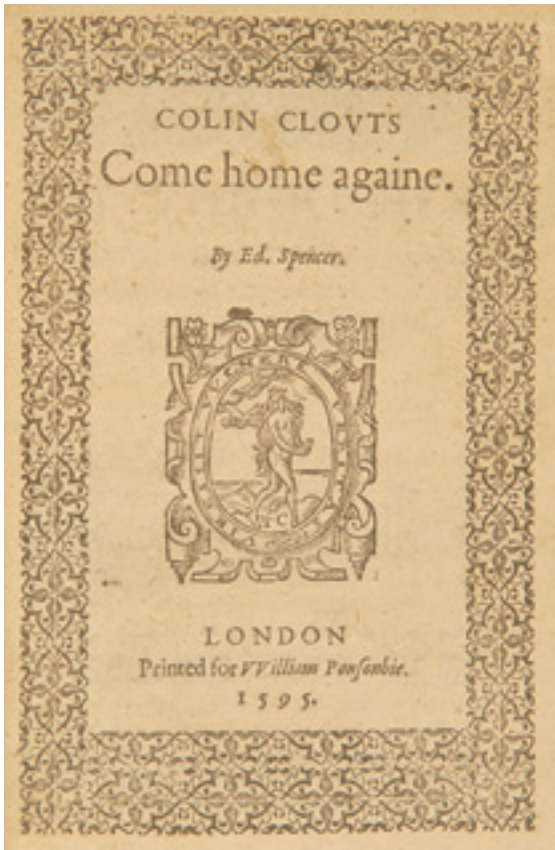 COLIN CLOVTS
Come home againe.
By Ed. Spencer.
T C
LONDON
Printed for VVilliam Ponsonbie.
1595.